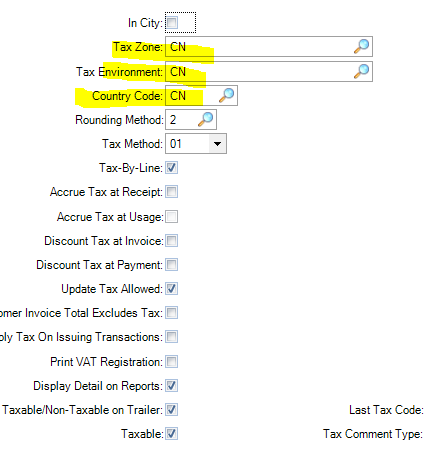 In City:
Tax Zone: CN
Tax Environment: CN
Country Code: CN
Rounding Method: 2
Tax Method: 01
Tax-By-Line:
Accrue Tax at Receipt:
Accrue Tax at Usage:
Discount Tax at Invoice:
Discount Tax at Payment:
Update Tax Allowed:
omer Invoice Total Excludes Tax:
oly Tax On Issuing Transactions:
Print VAT Registration:
Display Detail on Reports:
Taxable/Non-Taxable on Trailer: Last Tax Code:
Taxable: Tax Comment Type: